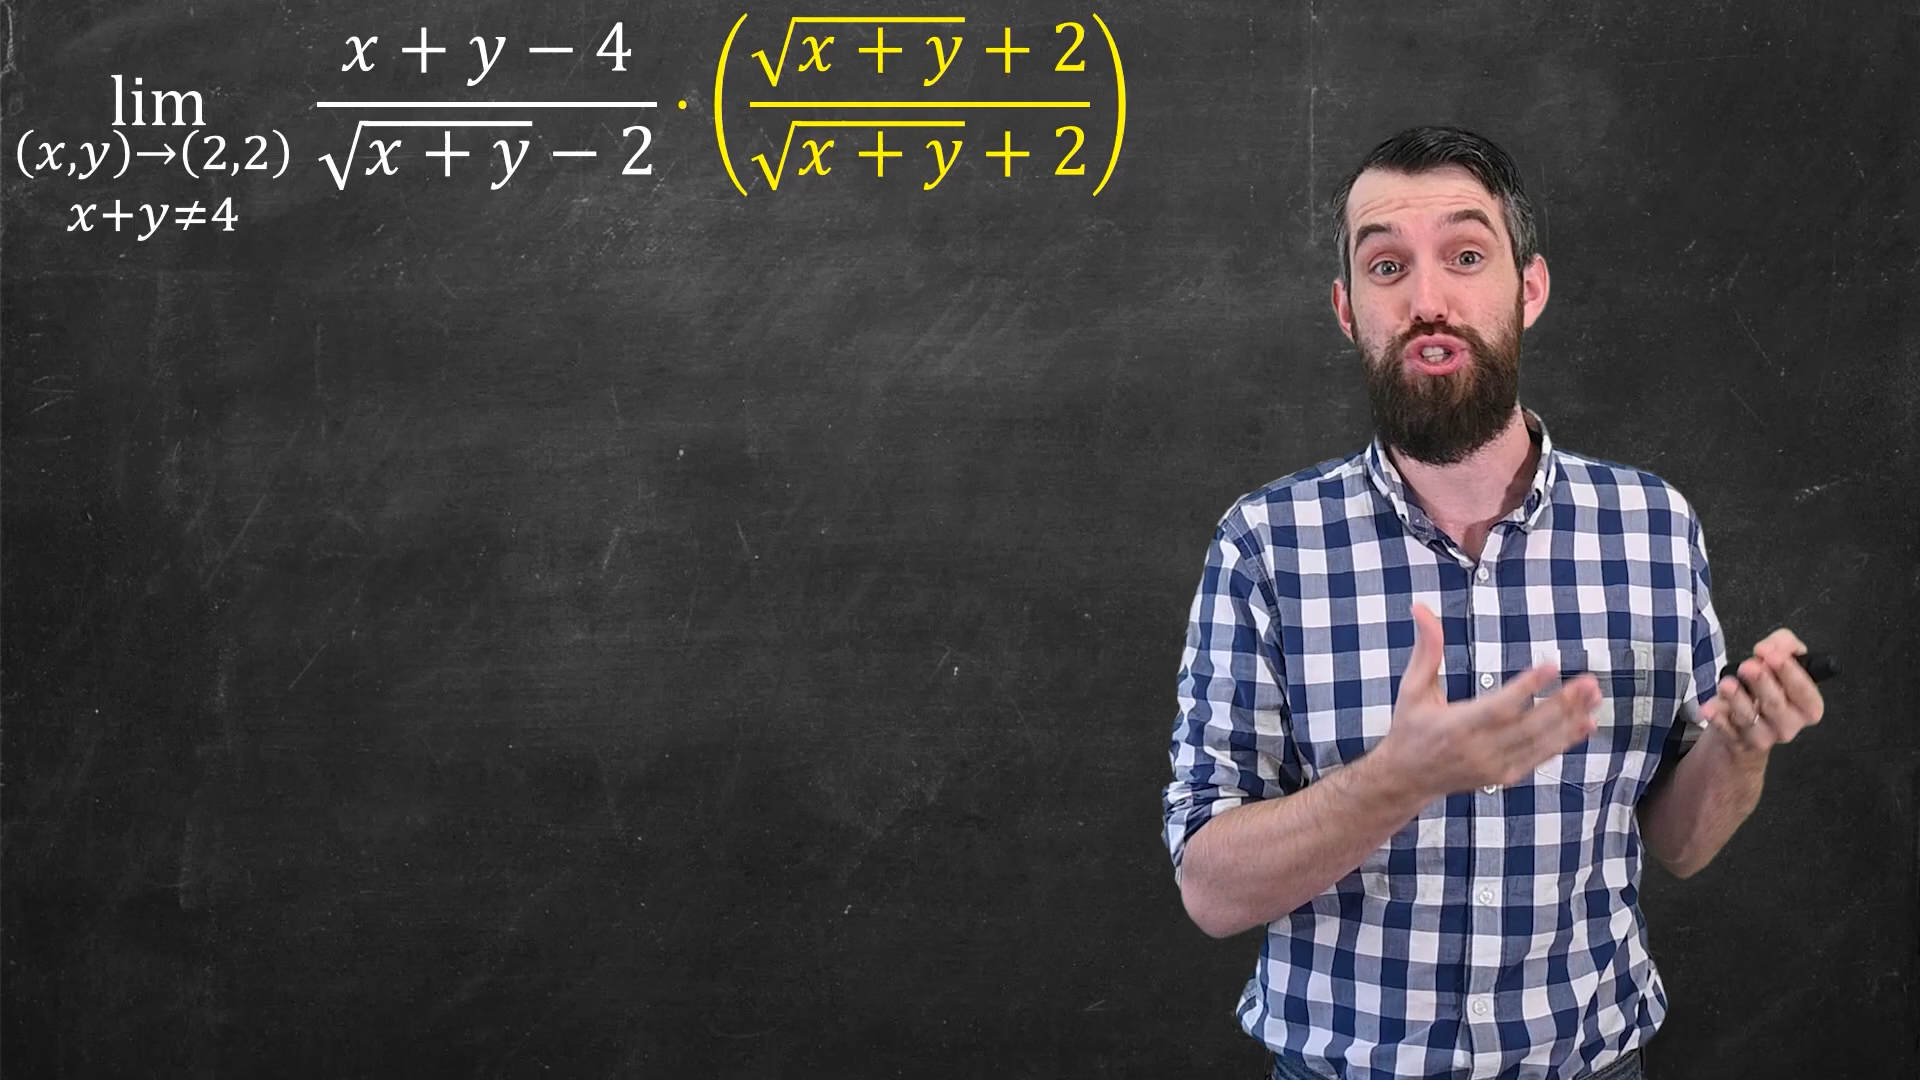 lim (x,y)→(2,2) x+y≠4 (x + y − 4)/(√(x + y) − 2) · ((√(x + y) + 2)/(√(x + y) + 2))